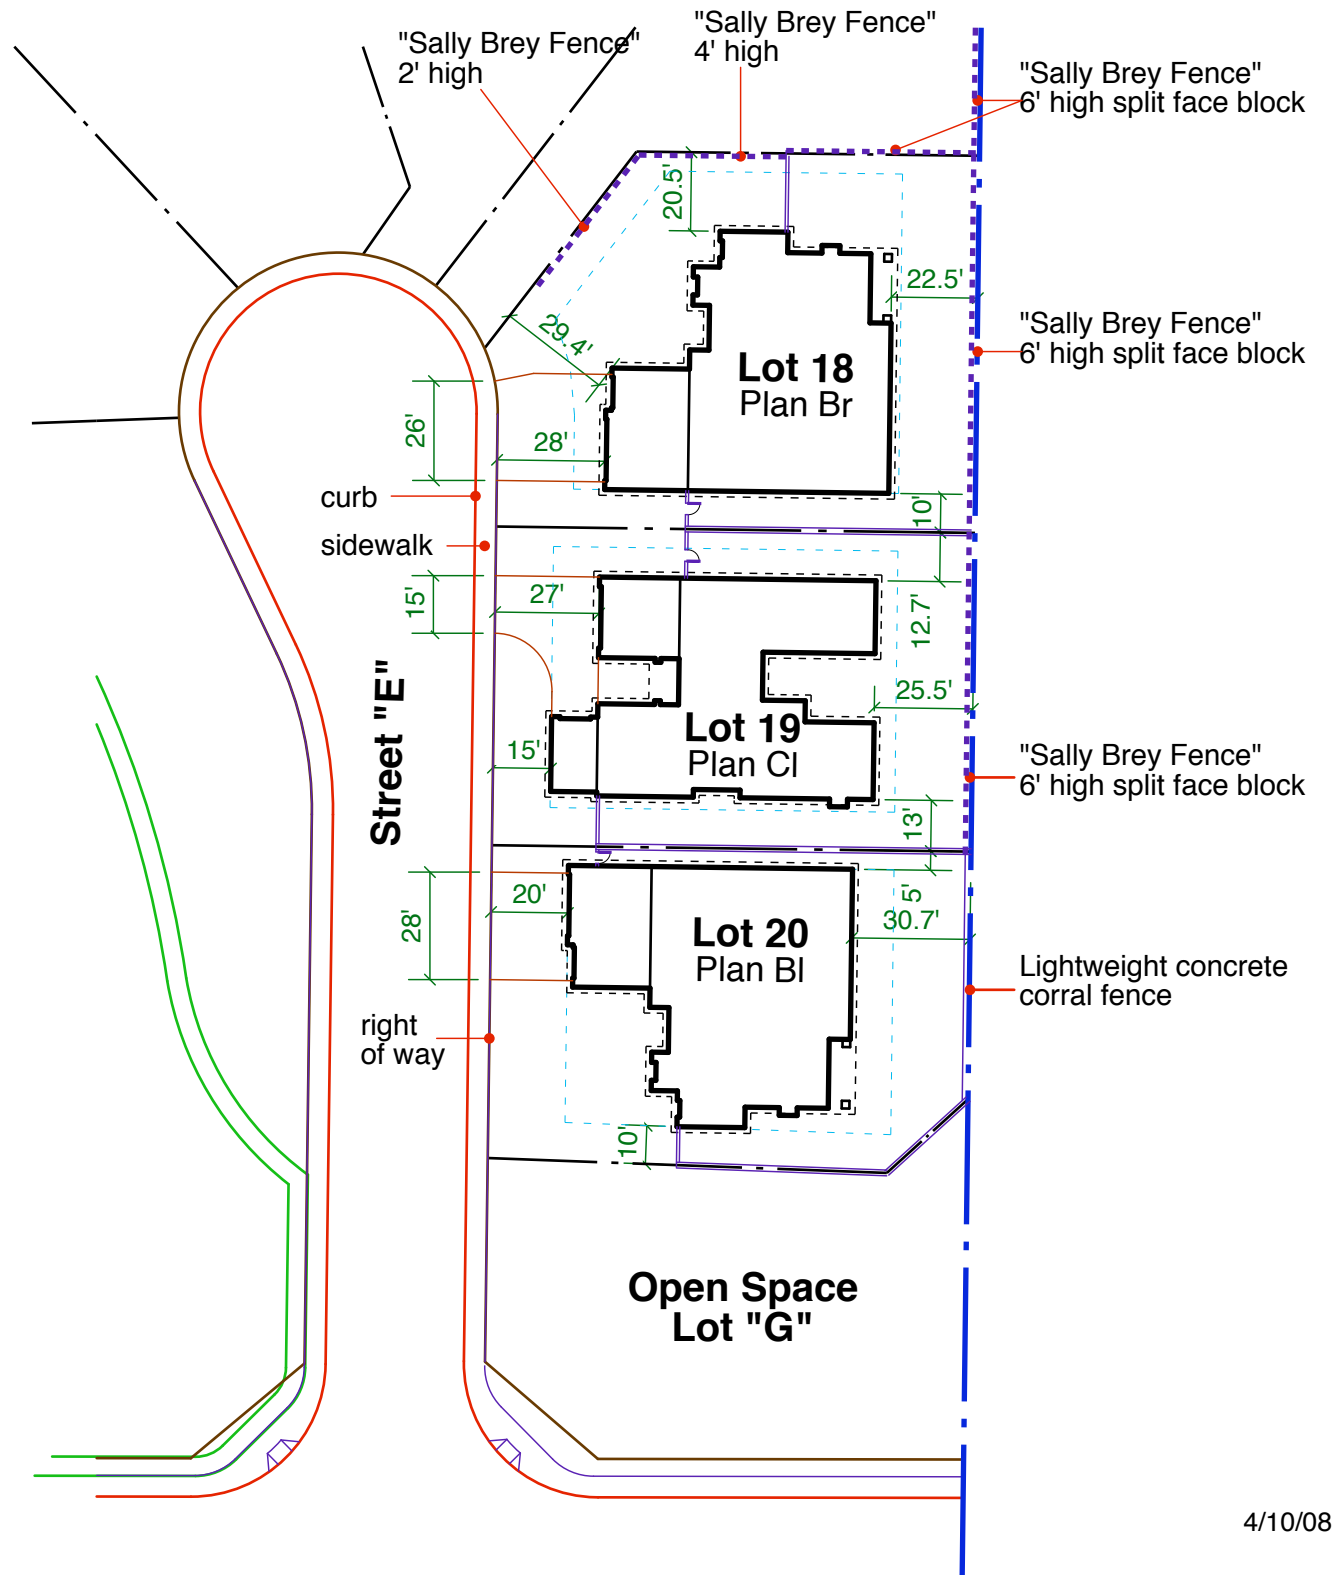 "Sally Brey Fence"
2' high
"Sally Brey Fence"
4' high
"Sally Brey Fence"
6' high split face block
20.5'
22.5'
29.4'
"Sally Brey Fence"
6' high split face block
Lot 18
Plan Br
26'
28'
curb
10'
sidewalk
15'
27'
12.7'
Street "E"
25.5'
Lot 19
Plan Cl
15'
"Sally Brey Fence"
6' high split face block
13'
5'
20'
28'
30.7'
Lot 20
Plan Bl
Lightweight concrete
corral fence
right
of way
10'
Open Space
Lot "G"
4/10/08